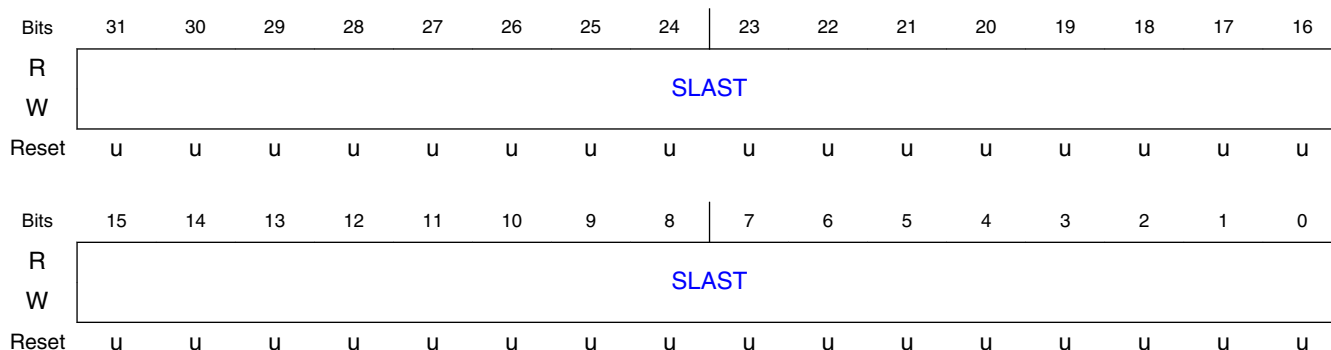 Bits 31 30 29 28 27 26 25 24 23 22 21 20 19 18 17 16
R
SLAST
W
Reset u u u u u u u u u u u u u u u u
Bits 15 14 13 12 11 10 9 8 7 6 5 4 3 2 1 0
R
SLAST
W
Reset u u u u u u u u u u u u u u u u